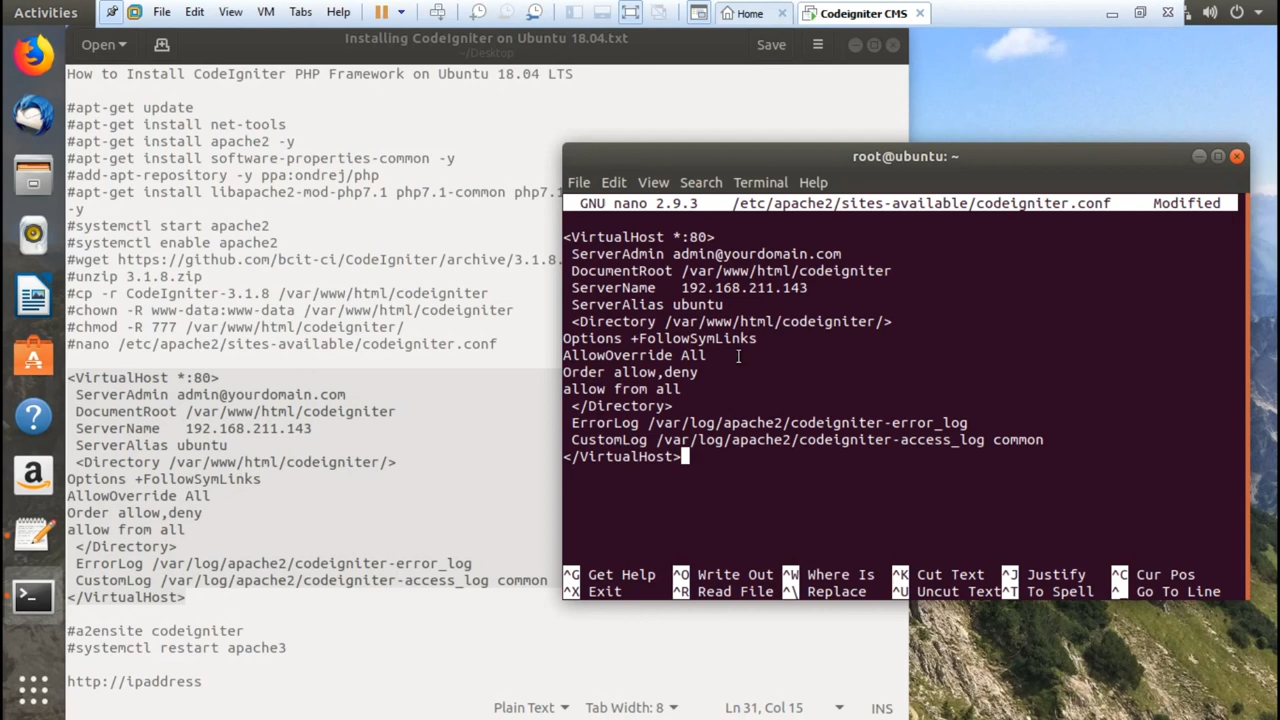 Activities
File Edit View VM Tabs Help
Home
Codeigniter CMS
Open
Installing CodeIgniter on Ubuntu 18.04.txt
~/Desktop
Save
How to Install CodeIgniter PHP Framework on Ubuntu 18.04 LTS
#apt-get update
#apt-get install net-tools
#apt-get install apache2 -y
#apt-get install software-properties-common -y
#add-apt-repository -y ppa:ondrej/php
#apt-get install libapache2-mod-php7.1 php7.1-common php7.
-y
#systemctl start apache2
#systemctl enable apache2
#wget https://github.com/bcit-ci/CodeIgniter/archive/3.1.8.
#unzip 3.1.8.zip
#cp -r CodeIgniter-3.1.8 /var/www/html/codeigniter
#chown -R www-data:www-data /var/www/html/codeigniter
#chmod -R 777 /var/www/html/codeigniter/
#nano /etc/apache2/sites-available/codeigniter.conf
<VirtualHost *:80>
ServerAdmin admin@yourdomain.com
DocumentRoot /var/www/html/codeigniter
ServerName 192.168.211.143
ServerAlias ubuntu
<Directory /var/www/html/codeigniter/>
Options +FollowSymLinks
AllowOverride All
Order allow,deny
allow from all
</Directory>
ErrorLog /var/log/apache2/codeigniter-error_log
CustomLog /var/log/apache2/codeigniter-access_log common
</VirtualHost>
#a2ensite codeigniter
#systemctl restart apache3
http://ipaddress
Plain Text Tab Width: 8 Ln 31, Col 15 INS
root@ubuntu: ~
File Edit View Search Terminal Help
GNU nano 2.9.3 /etc/apache2/sites-available/codeigniter.conf Modified
<VirtualHost *:80>
ServerAdmin admin@yourdomain.com
DocumentRoot /var/www/html/codeigniter
ServerName 192.168.211.143
ServerAlias ubuntu
<Directory /var/www/html/codeigniter/>
Options +FollowSymLinks
AllowOverride All
Order allow,deny
allow from all
</Directory>
ErrorLog /var/log/apache2/codeigniter-error_log
CustomLog /var/log/apache2/codeigniter-access_log common
</VirtualHost>
^G Get Help ^O Write Out ^W Where Is ^K Cut Text ^J Justify ^C Cur Pos
^X Exit ^R Read File ^\ Replace ^U Uncut Text ^T To Spell ^_ Go To Line